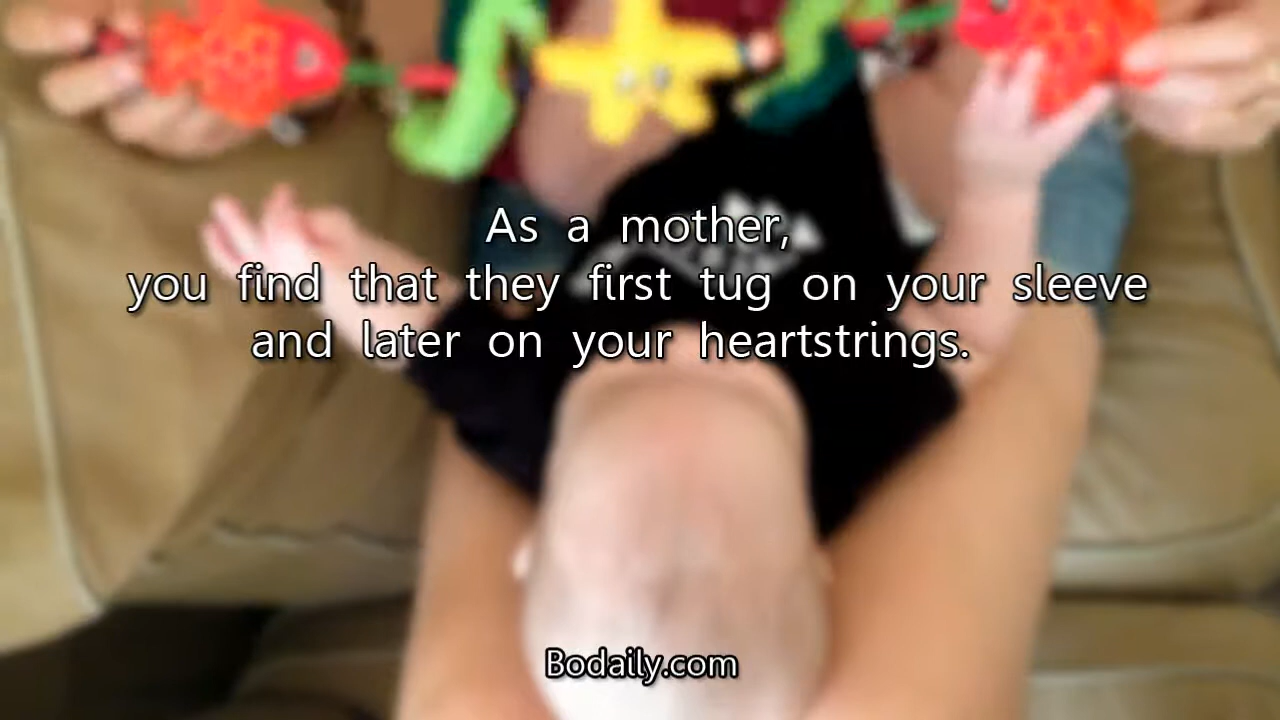 As a mother,
you find that they first tug on your sleeve
and later on your heartstrings.
Bodaily.com